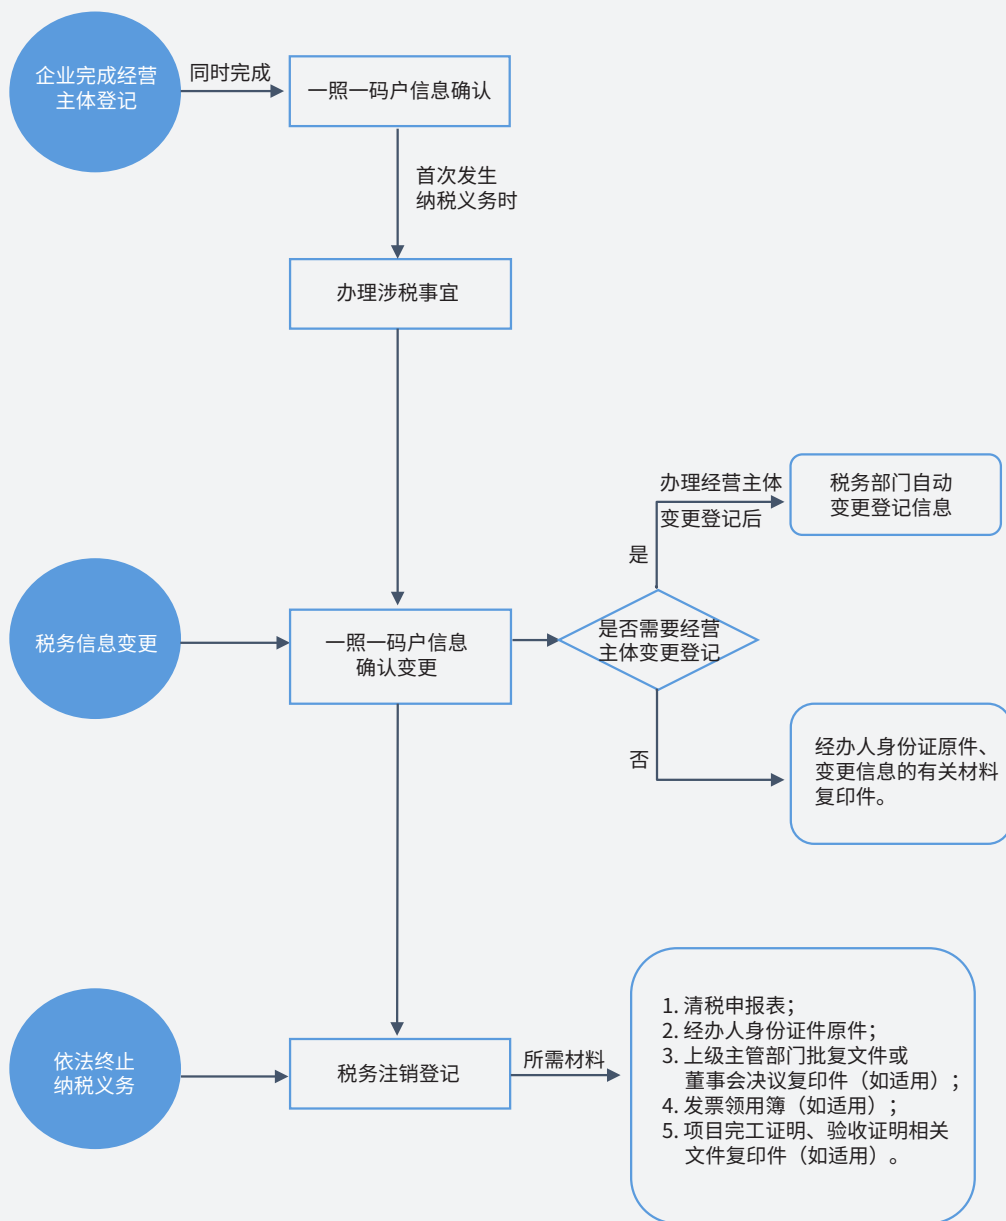 企业完成经营
主体登记
同时完成
一照一码户信息确认
首次发生
纳税义务时
办理涉税事宜
办理经营主体
变更登记后
税务部门自动
变更登记信息
是
税务信息变更
一照一码户信息
确认变更
是否需要经营
主体变更登记
否
经办人身份证原件、
变更信息的有关材料
复印件。
依法终止
纳税义务
税务注销登记
所需材料
1. 清税申报表；
2. 经办人身份证件原件；
3. 上级主管部门批复文件或
董事会决议复印件（如适用）；
4. 发票领用簿（如适用）；
5. 项目完工证明、验收证明相关
文件复印件（如适用）。